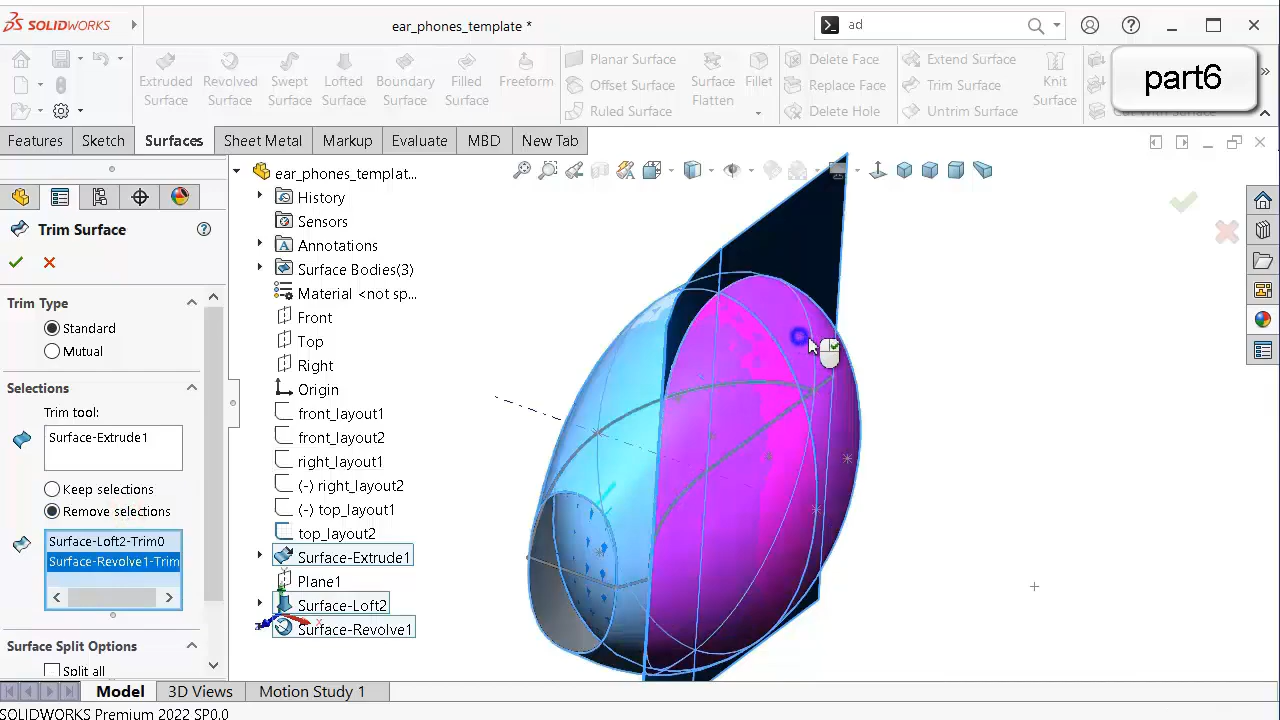 SOLIDWORKS
ear_phones_template *
ad
part6
Extruded Surface
Revolved Surface
Swept Surface
Lofted Surface
Boundary Surface
Filled Surface
Freeform
Planar Surface
Offset Surface
Ruled Surface
Surface Flatten
Fillet
Delete Face
Replace Face
Delete Hole
Extend Surface
Trim Surface
Untrim Surface
Knit Surface
Features
Sketch
Surfaces
Sheet Metal
Markup
Evaluate
MBD
New Tab
Trim Surface
Trim Type
Standard
Mutual
Selections
Trim tool:
Surface-Extrude1
Keep selections
Remove selections
Surface-Loft2-Trim0
Surface-Revolve1-Trim
Surface Split Options
Split all
ear_phones_templat...
History
Sensors
Annotations
Surface Bodies(3)
Material <not sp...
Front
Top
Right
Origin
front_layout1
front_layout2
right_layout1
(-) right_layout2
(-) top_layout1
top_layout2
Surface-Extrude1
Plane1
Surface-Loft2
Surface-Revolve1
Model
3D Views
Motion Study 1
SOLIDWORKS Premium 2022 SP0.0